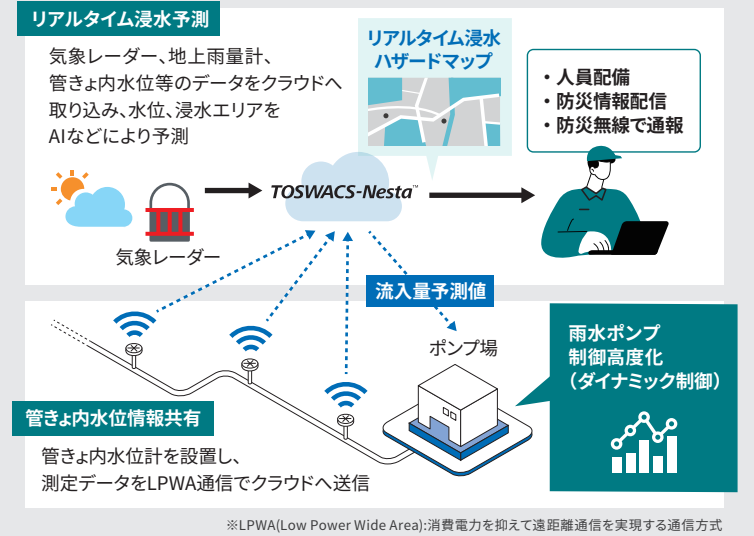 リアルタイム浸水予測
気象レーダー、地上雨量計、
管きょ内水位等のデータをクラウドへ
取り込み、水位、浸水エリアを
AIなどにより予測
リアルタイム浸水
ハザードマップ
・人員配備
・防災情報配信
・防災無線で通報
気象レーダー
TOSWACS-Nesta™
流入量予測値
ポンプ場
雨水ポンプ
制御高度化
（ダイナミック制御）
管きょ内水位情報共有
管きょ内水位計を設置し、
測定データをLPWA通信でクラウドへ送信
※LPWA(Low Power Wide Area):消費電力を抑えて遠距離通信を実現する通信方式